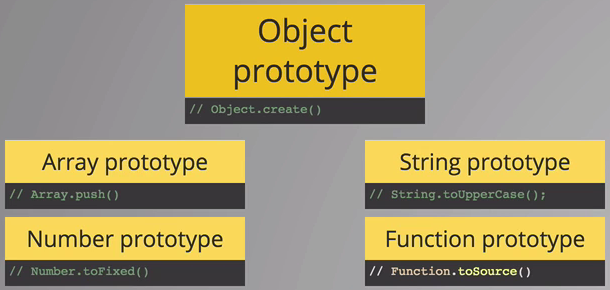 Object
prototype
// Object.create()
Array prototype
// Array.push()
String prototype
// String.toUpperCase();
Number prototype
// Number.toFixed()
Function prototype
// Function.toSource()